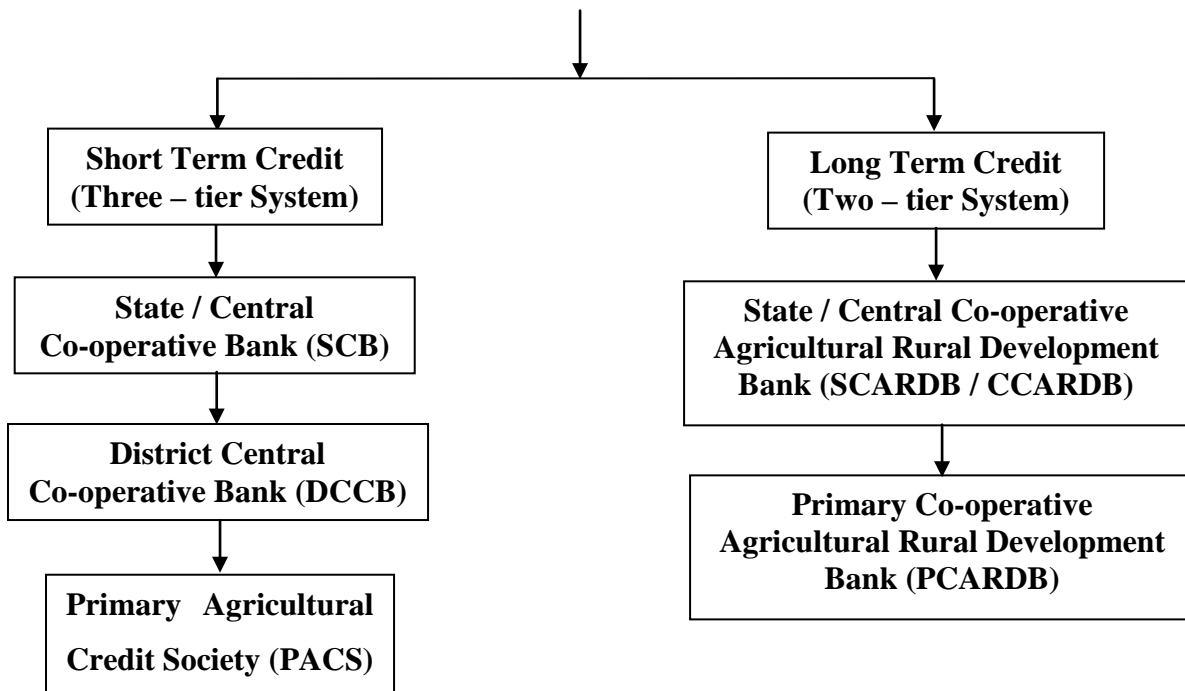 Short Term Credit
(Three – tier System)
Long Term Credit
(Two – tier System)
State / Central
Co-operative Bank (SCB)
State / Central Co-operative
Agricultural Rural Development
Bank (SCARDB / CCARDB)
District Central
Co-operative Bank (DCCB)
Primary Co-operative
Agricultural Rural Development
Bank (PCARDB)
Primary Agricultural
Credit Society (PACS)